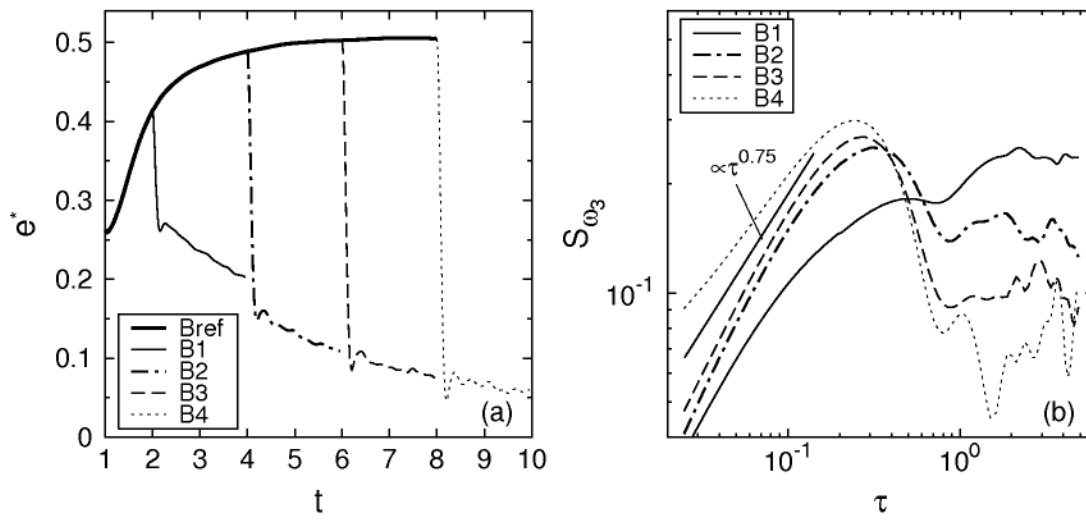 0.5
0.4
0.3
0.2
0.1
0
e*
1 2 3 4 5 6 7 8 9 10
t
Bref
B1
B2
B3
B4
(a)
B1
B2
B3
B4
∝τ^0.75
S_ω3
10^-1
10^-1 10^0
τ
(b)